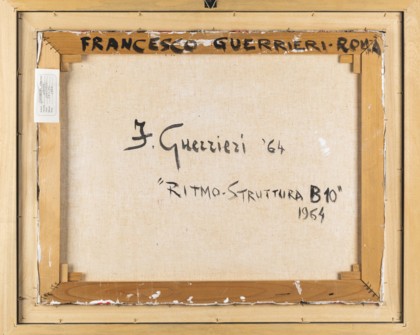 FRANCESCO GUERRIERI-ROMA
F. Guerrieri '64
"RITMO-STRUTTURA B10"
1964